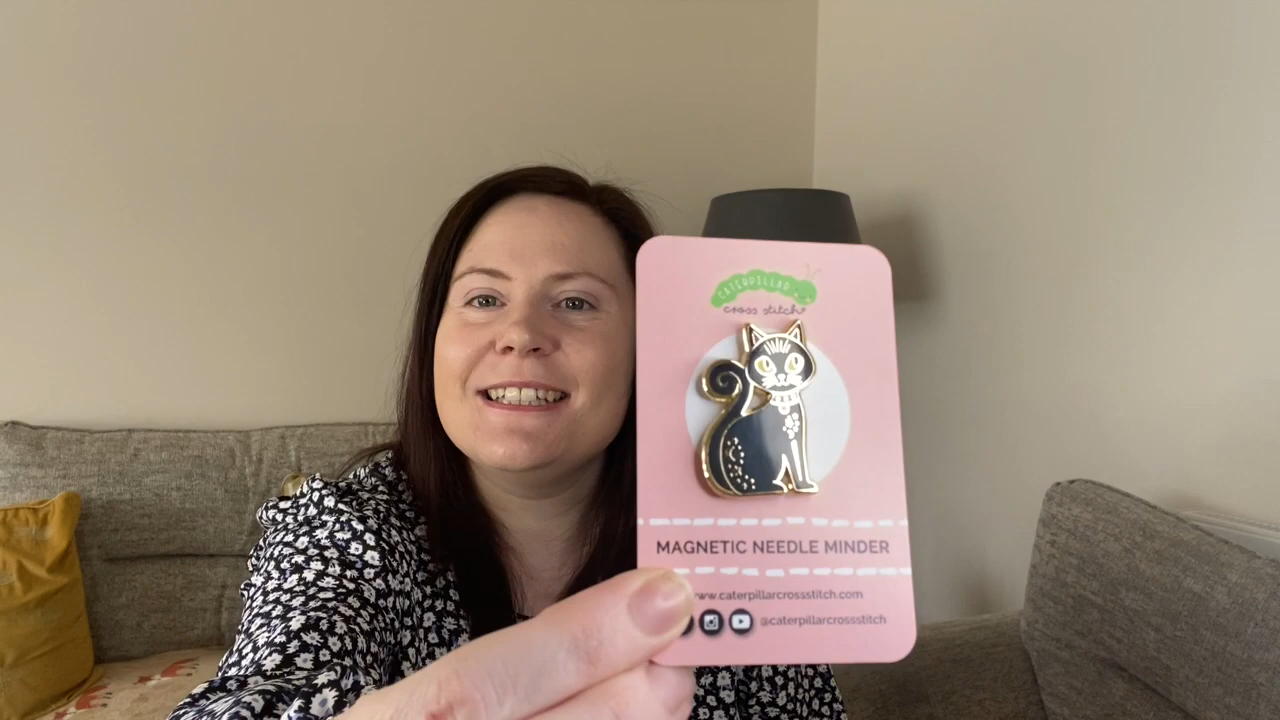 CATERPILLAR
cross stitch
MAGNETIC NEEDLE MINDER
www.caterpillarcrossstitch.com
@caterpillarcrossstitch